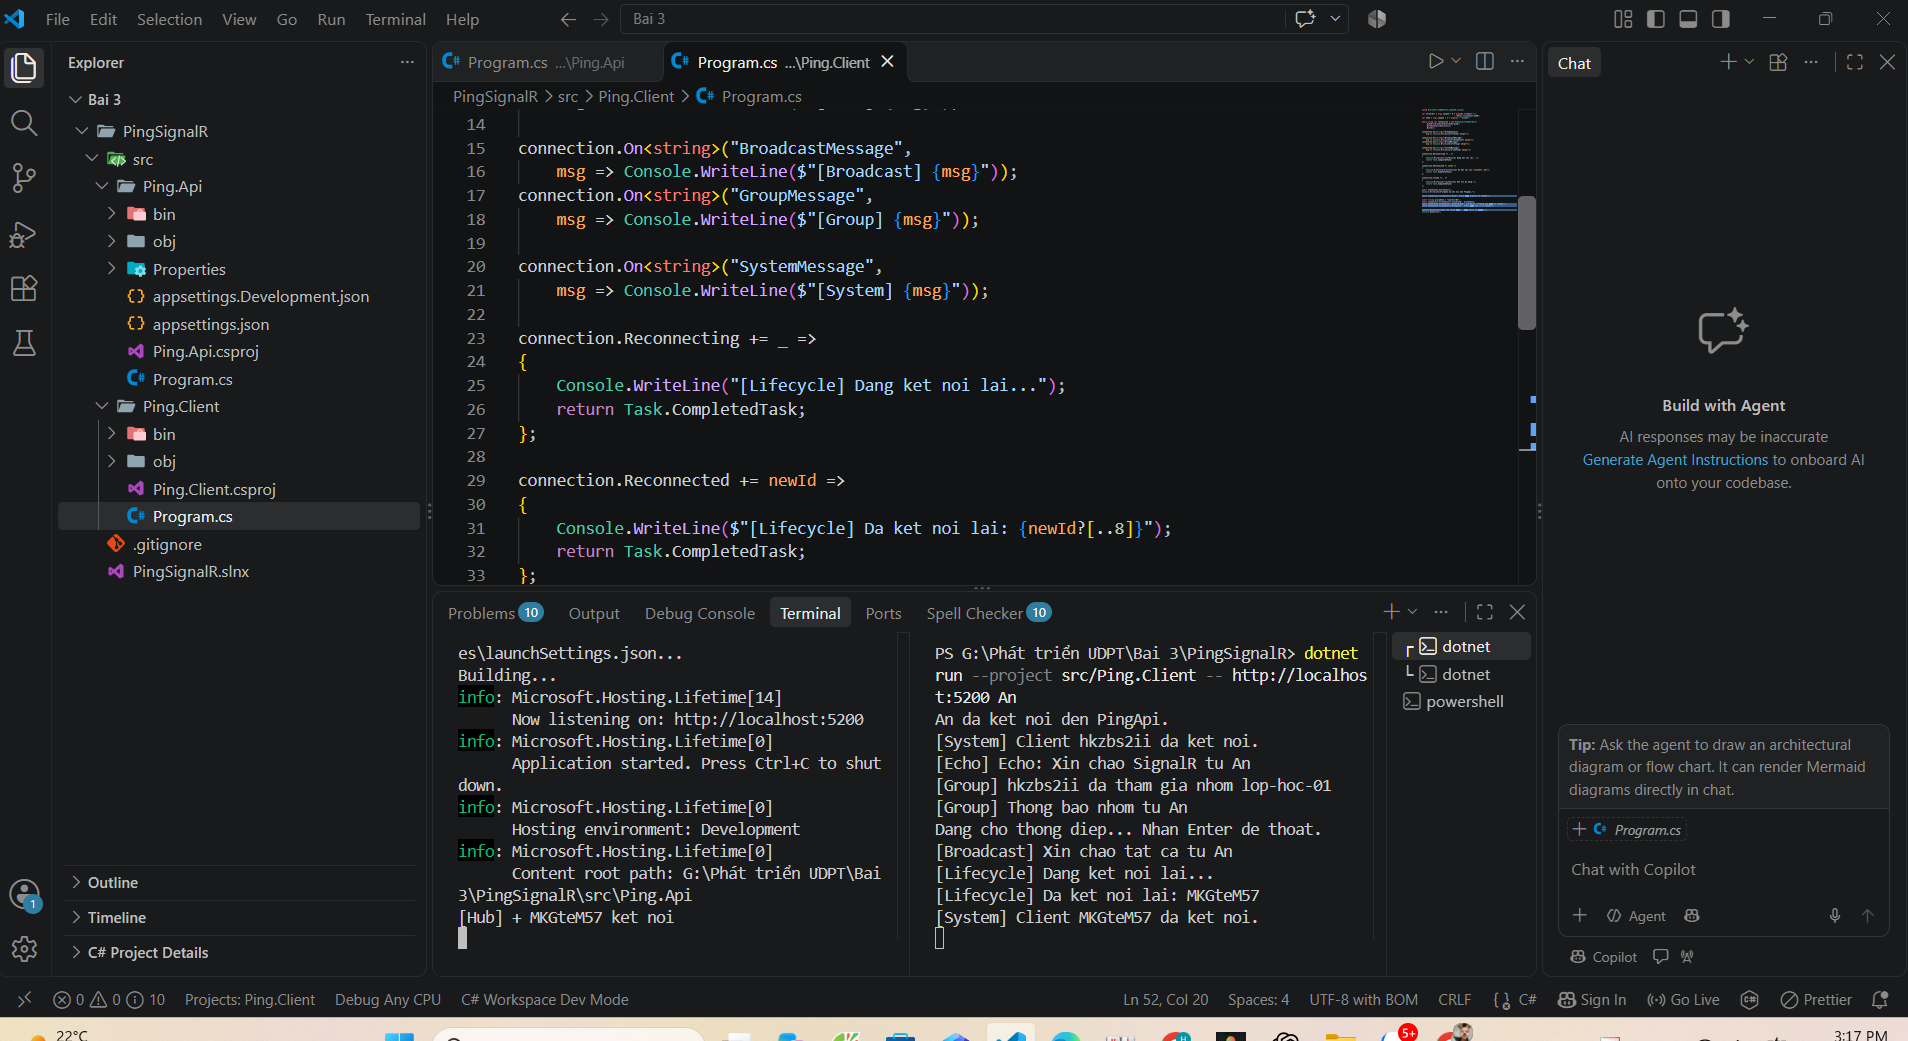 File Edit Selection View Go Run Terminal Help
Bai 3
Explorer
Bai 3
PingSignalR
src
Ping.Api
bin
obj
Properties
appsettings.Development.json
appsettings.json
Ping.Api.csproj
Program.cs
Ping.Client
bin
obj
Ping.Client.csproj
Program.cs
.gitignore
PingSignalR.slnx
Outline
Timeline
C# Project Details
Program.cs ...\Ping.Api
Program.cs ...\Ping.Client
PingSignalR > src > Ping.Client > Program.cs
14
15 connection.On<string>("BroadcastMessage",
16 msg => Console.WriteLine($"[Broadcast] {msg}"));
17 connection.On<string>("GroupMessage",
18 msg => Console.WriteLine($"[Group] {msg}"));
19
20 connection.On<string>("SystemMessage",
21 msg => Console.WriteLine($"[System] {msg}"));
22
23 connection.Reconnecting += _ =>
24 {
25 Console.WriteLine("[Lifecycle] Dang ket noi lai...");
26 return Task.CompletedTask;
27 };
28
29 connection.Reconnected += newId =>
30 {
31 Console.WriteLine($"[Lifecycle] Da ket noi lai: {newId?[..8]}");
32 return Task.CompletedTask;
33 };
Problems 10 Output Debug Console Terminal Ports Spell Checker 10
es\launchSettings.json...
Building...
info: Microsoft.Hosting.Lifetime[14]
Now listening on: http://localhost:5200
info: Microsoft.Hosting.Lifetime[0]
Application started. Press Ctrl+C to shut
down.
info: Microsoft.Hosting.Lifetime[0]
Hosting environment: Development
info: Microsoft.Hosting.Lifetime[0]
Content root path: G:\Phát triển UDPT\Bai
3\PingSignalR\src\Ping.Api
[Hub] + MKGteM57 ket noi
PS G:\Phát triển UDPT\Bai 3\PingSignalR> dotnet
run --project src/Ping.Client -- http://localhos
t:5200 An
An da ket noi den PingApi.
[System] Client hkzbs2ii da ket noi.
[Echo] Echo: Xin chao SignalR tu An
[Group] hkzbs2ii da tham gia nhom lop-hoc-01
[Group] Thong bao nhom tu An
Dang cho thong diep... Nhan Enter de thoat.
[Broadcast] Xin chao tat ca tu An
[Lifecycle] Dang ket noi lai...
[Lifecycle] Da ket noi lai: MKGteM57
[System] Client MKGteM57 da ket noi.
dotnet
dotnet
powershell
Chat
Build with Agent
AI responses may be inaccurate
Generate Agent Instructions to onboard AI
onto your codebase.
Tip: Ask the agent to draw an architectural
diagram or flow chart. It can render Mermaid
diagrams directly in chat.
Program.cs
Chat with Copilot
Agent
Copilot
1
0 0 10 Projects: Ping.Client Debug Any CPU C# Workspace Dev Mode
Ln 52, Col 20 Spaces: 4 UTF-8 with BOM CRLF C# Sign In Go Live Prettier
22°C
5+
3:17 PM